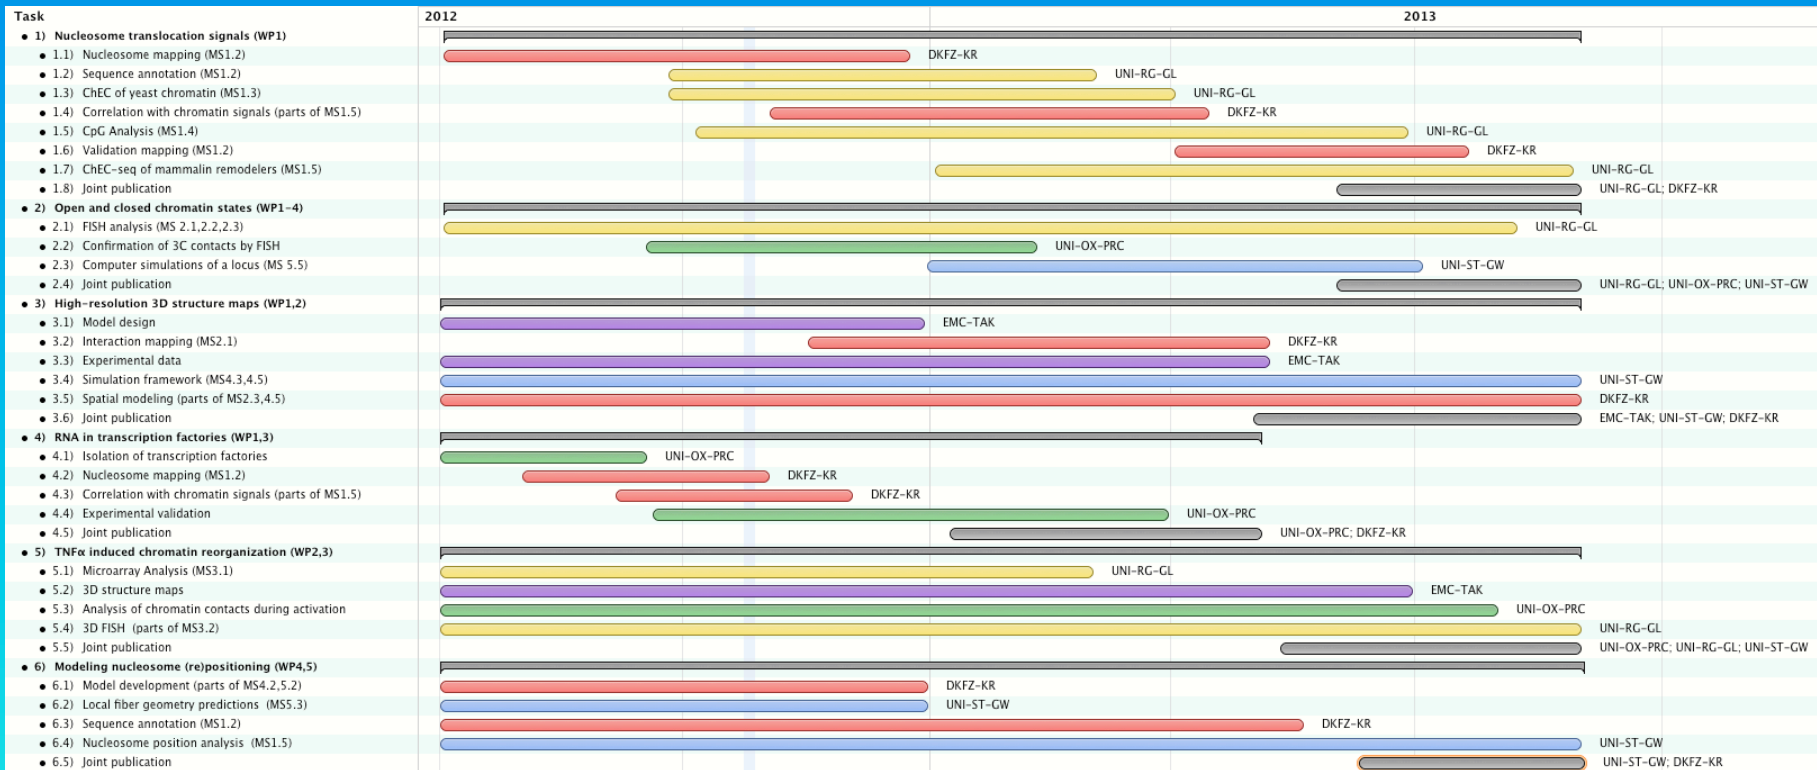 Task 2012 2013
• 1) Nucleosome translocation signals (WP1)
• 1.1) Nucleosome mapping (MS1.2) DKFZ-KR
• 1.2) Sequence annotation (MS1.2) UNI-RG-GL
• 1.3) ChEC of yeast chromatin (MS1.3) UNI-RG-GL
• 1.4) Correlation with chromatin signals (parts of MS1.5) DKFZ-KR
• 1.5) CpG Analysis (MS1.4) UNI-RG-GL
• 1.6) Validation mapping (MS1.2) DKFZ-KR
• 1.7) ChEC-seq of mammalin remodelers (MS1.5) UNI-RG-GL
• 1.8) Joint publication UNI-RG-GL; DKFZ-KR
• 2) Open and closed chromatin states (WP1-4)
• 2.1) FISH analysis (MS 2.1,2.2,2.3) UNI-RG-GL
• 2.2) Confirmation of 3C contacts by FISH UNI-OX-PRC
• 2.3) Computer simulations of a locus (MS 5.5) UNI-ST-GW
• 2.4) Joint publication UNI-RG-GL; UNI-OX-PRC; UNI-ST-GW
• 3) High-resolution 3D structure maps (WP1,2)
• 3.1) Model design EMC-TAK
• 3.2) Interaction mapping (MS2.1) DKFZ-KR
• 3.3) Experimental data EMC-TAK
• 3.4) Simulation framework (MS4.3,4.5) UNI-ST-GW
• 3.5) Spatial modeling (parts of MS2.3,4.5) DKFZ-KR
• 3.6) Joint publication EMC-TAK; UNI-ST-GW; DKFZ-KR
• 4) RNA in transcription factories (WP1,3)
• 4.1) Isolation of transcription factories UNI-OX-PRC
• 4.2) Nucleosome mapping (MS1.2) DKFZ-KR
• 4.3) Correlation with chromatin signals (parts of MS1.5) DKFZ-KR
• 4.4) Experimental validation UNI-OX-PRC
• 4.5) Joint publication UNI-OX-PRC; DKFZ-KR
• 5) TNFα induced chromatin reorganization (WP2,3)
• 5.1) Microarray Analysis (MS3.1) UNI-RG-GL
• 5.2) 3D structure maps EMC-TAK
• 5.3) Analysis of chromatin contacts during activation UNI-OX-PRC
• 5.4) 3D FISH (parts of MS3.2) UNI-RG-GL
• 5.5) Joint publication UNI-OX-PRC; UNI-RG-GL; UNI-ST-GW
• 6) Modeling nucleosome (re)positioning (WP4,5)
• 6.1) Model development (parts of MS4.2,5.2) DKFZ-KR
• 6.2) Local fiber geometry predictions (MS5.3) UNI-ST-GW
• 6.3) Sequence annotation (MS1.2) DKFZ-KR
• 6.4) Nucleosome position analysis (MS1.5) UNI-ST-GW
• 6.5) Joint publication UNI-ST-GW; DKFZ-KR